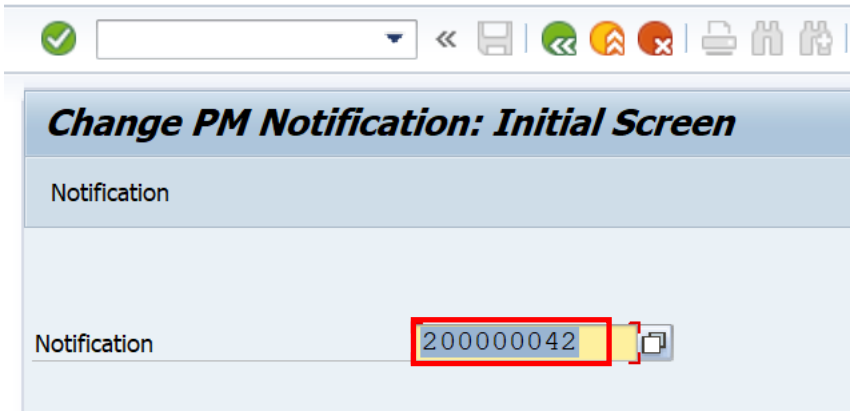 Change PM Notification: Initial Screen
Notification
Notification 200000042